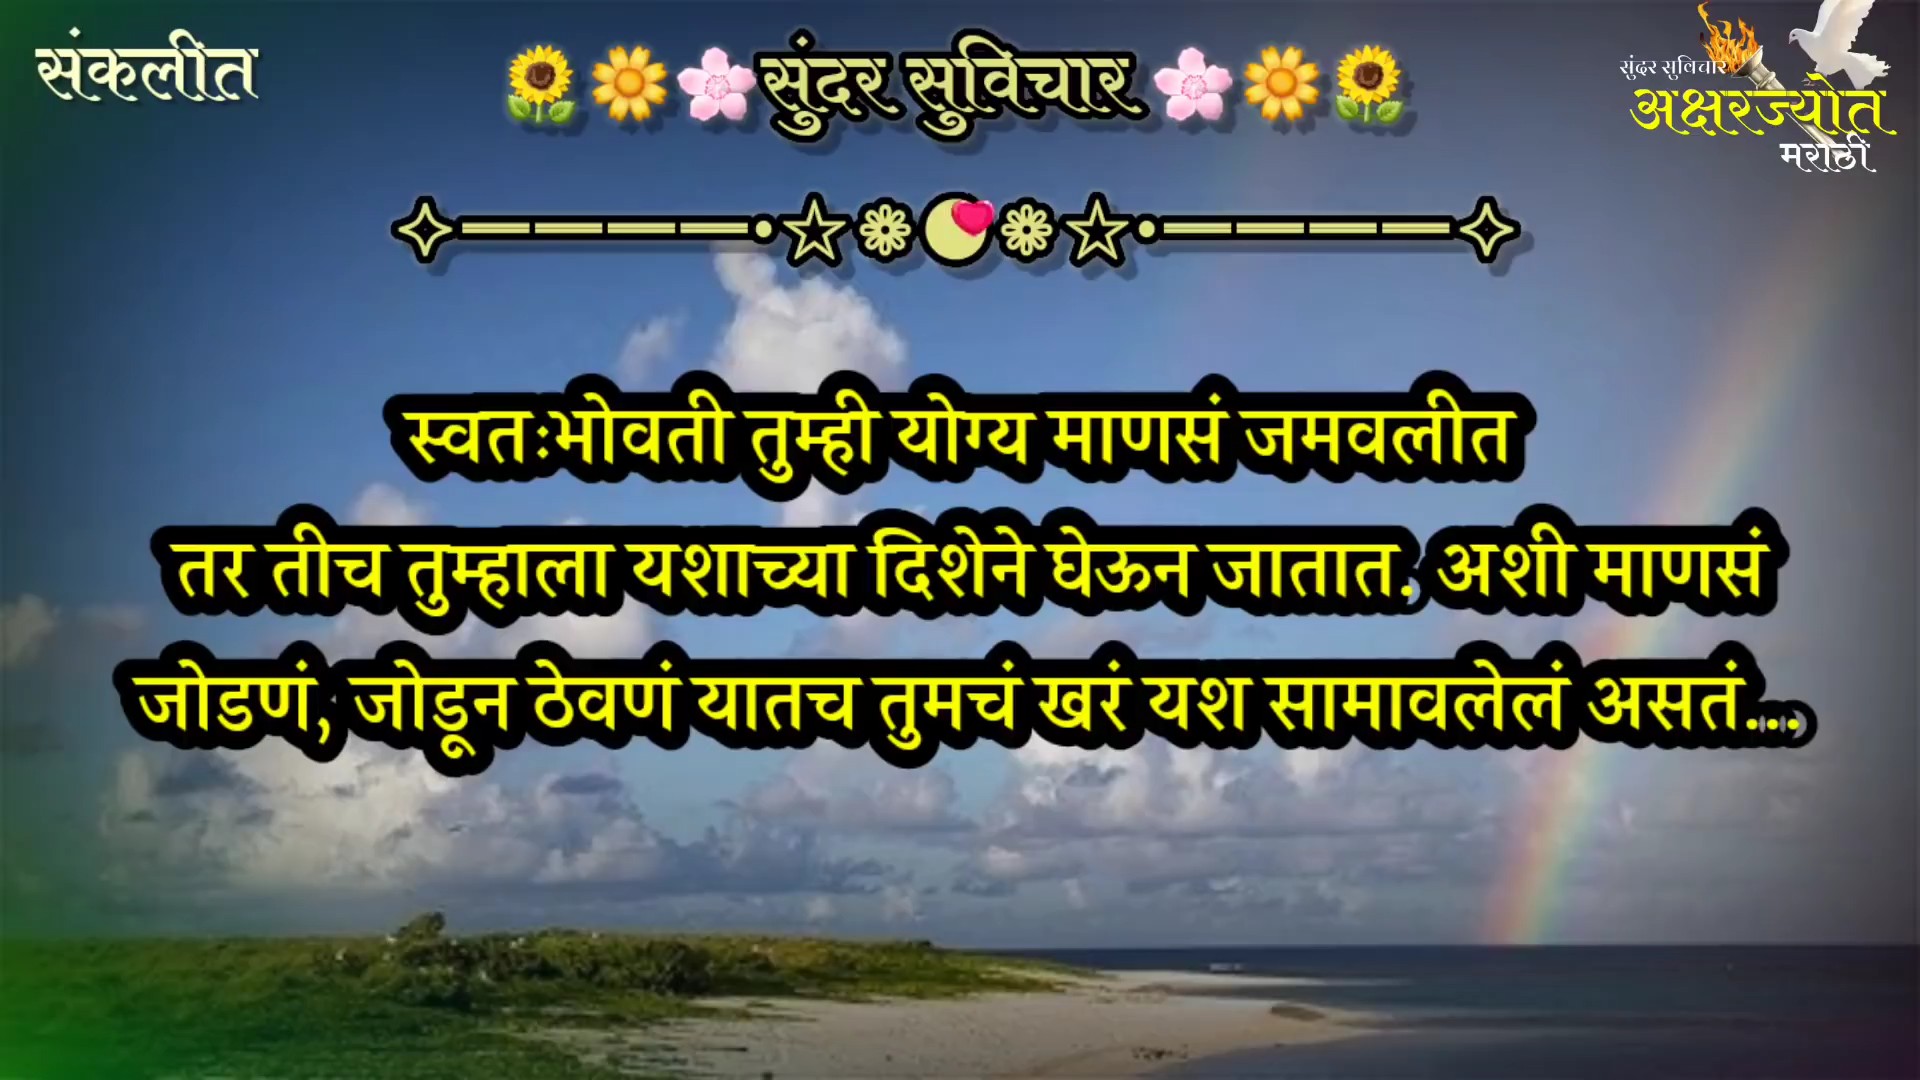 संकलीत
🌻🌼🌸सुंदर सुविचार🌸🌼🌻
सुंदर सुविचार
अक्षरज्योत
मराठी
स्वतःभोवती तुम्ही योग्य माणसं जमवलीत
तर तीच तुम्हाला यशाच्या दिशेने घेऊन जातात. अशी माणसं
जोडणं, जोडून ठेवणं यातच तुमचं खरं यश सामावलेलं असतं...